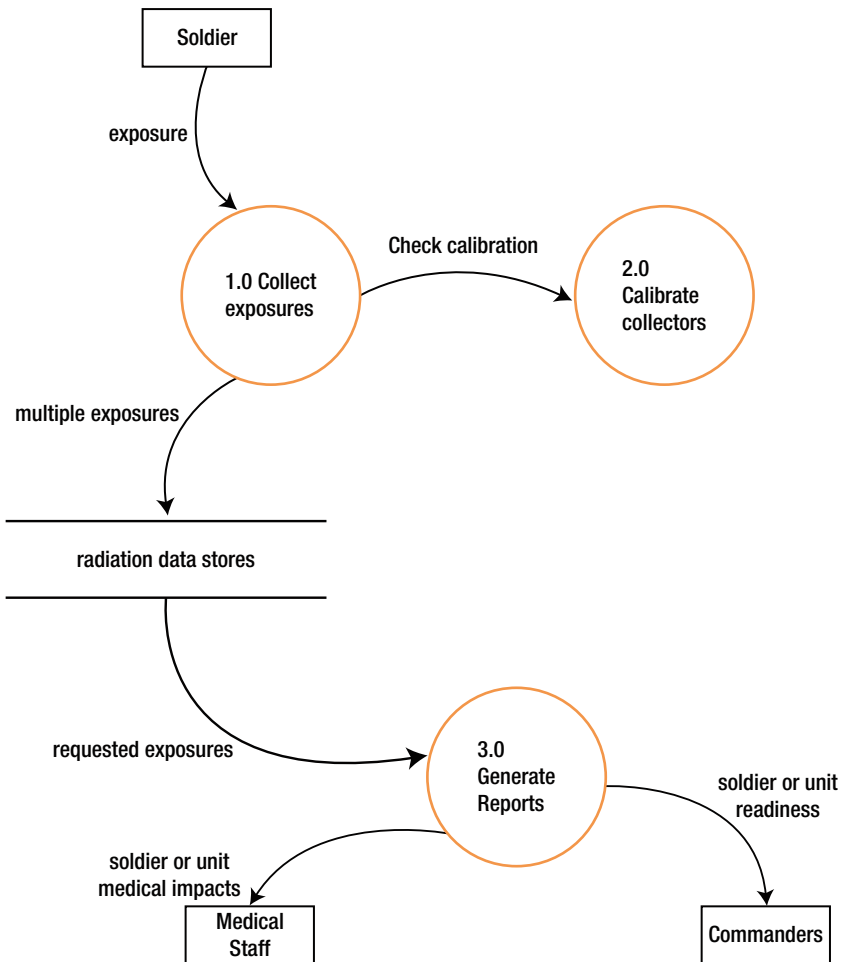 Soldier
exposure
Check calibration
1.0 Collect
exposures
2.0
Calibrate
collectors
multiple exposures
radiation data stores
requested exposures
3.0
Generate
Reports
soldier or unit
readiness
soldier or unit
medical impacts
Medical
Staff
Commanders